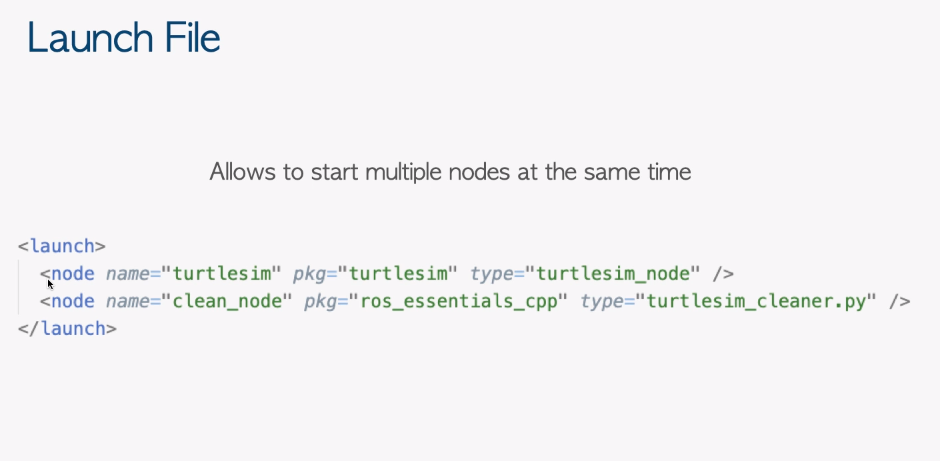 Launch File
Allows to start multiple nodes at the same time
<launch>
<node name="turtlesim" pkg="turtlesim" type="turtlesim_node" />
<node name="clean_node" pkg="ros_essentials_cpp" type="turtlesim_cleaner.py" />
</launch>